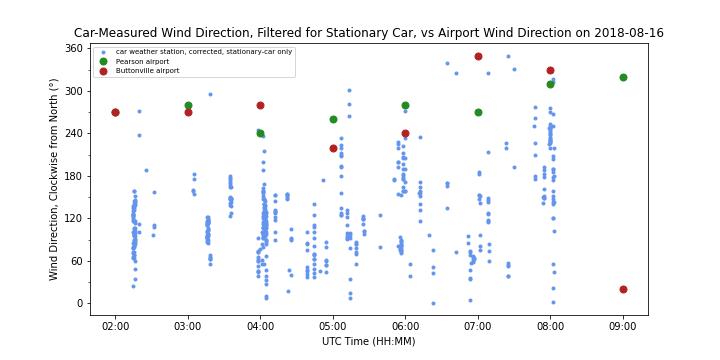 Car-Measured Wind Direction, Filtered for Stationary Car, vs Airport Wind Direction on 2018-08-16
car weather station, corrected, stationary-car only
Pearson airport
Buttonville airport
Wind Direction, Clockwise from North (°)
360
300
240
180
120
60
0
02:00 03:00 04:00 05:00 06:00 07:00 08:00 09:00
UTC Time (HH:MM)